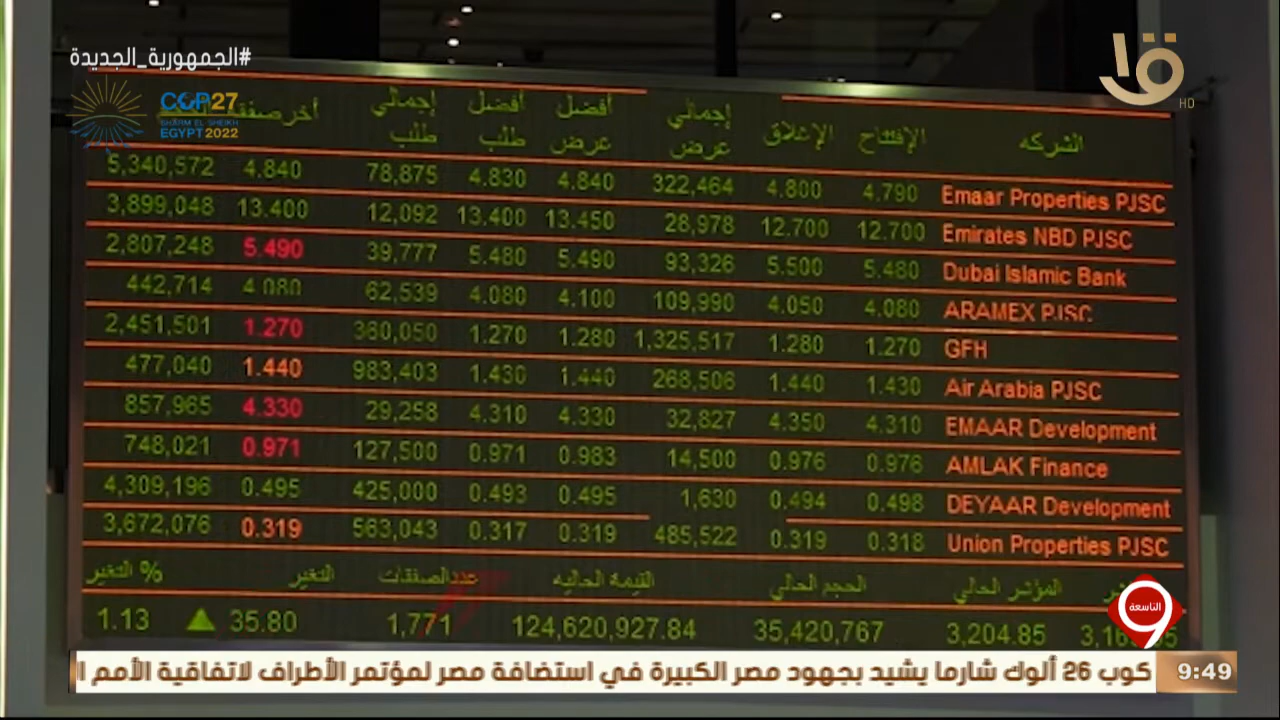 #الجمهورية_الجديدة
COP27
SHARM EL SHEIKH
EGYPT 2022
HD
الشركه الإفتتاح الإغلاق إجمالي عرض أفضل عرض أفضل طلب إجمالي طلب أخر صفقة
Emaar Properties PJSC 4.790 4.800 322,464 4.840 4.830 78,875 4.840 5,340,572
Emirates NBD PJSC 12.700 12.700 28,978 13.450 13.400 12,092 13.400 3,899,048
Dubai Islamic Bank 5.480 5.500 93,326 5.490 5.480 39,777 5.490 2,807,248
ARAMEX PJSC 4.080 4.050 109,990 4.100 4.080 62,539 4.080 442,714
GFH 1.270 1.280 1,325,517 1.280 1.270 360,050 1.270 2,451,501
Air Arabia PJSC 1.430 1.440 268,506 1.440 1.430 983,403 1.440 477,040
EMAAR Development 4.310 4.350 32,827 4.330 4.310 29,258 4.330 857,965
AMLAK Finance 0.976 0.976 14,500 0.983 0.971 127,500 0.971 748,021
DEYAAR Development 0.498 0.494 1,630 0.495 0.493 425,000 0.495 4,309,196
Union Properties PJSC 0.318 0.319 485,522 0.319 0.317 563,043 0.319 3,672,076
المؤشر الحالي الحجم الحالي القيمة الحاليه عددالصفقات التغير % التغير
3,204.85 35,420,767 124,620,927.84 1,771 35.80 1.13
التاسعة
9
9:49 كوب 26 ألوك شارما يشيد بجهود مصر الكبيرة في استضافة مصر لمؤتمر الأطراف لاتفاقية الأمم